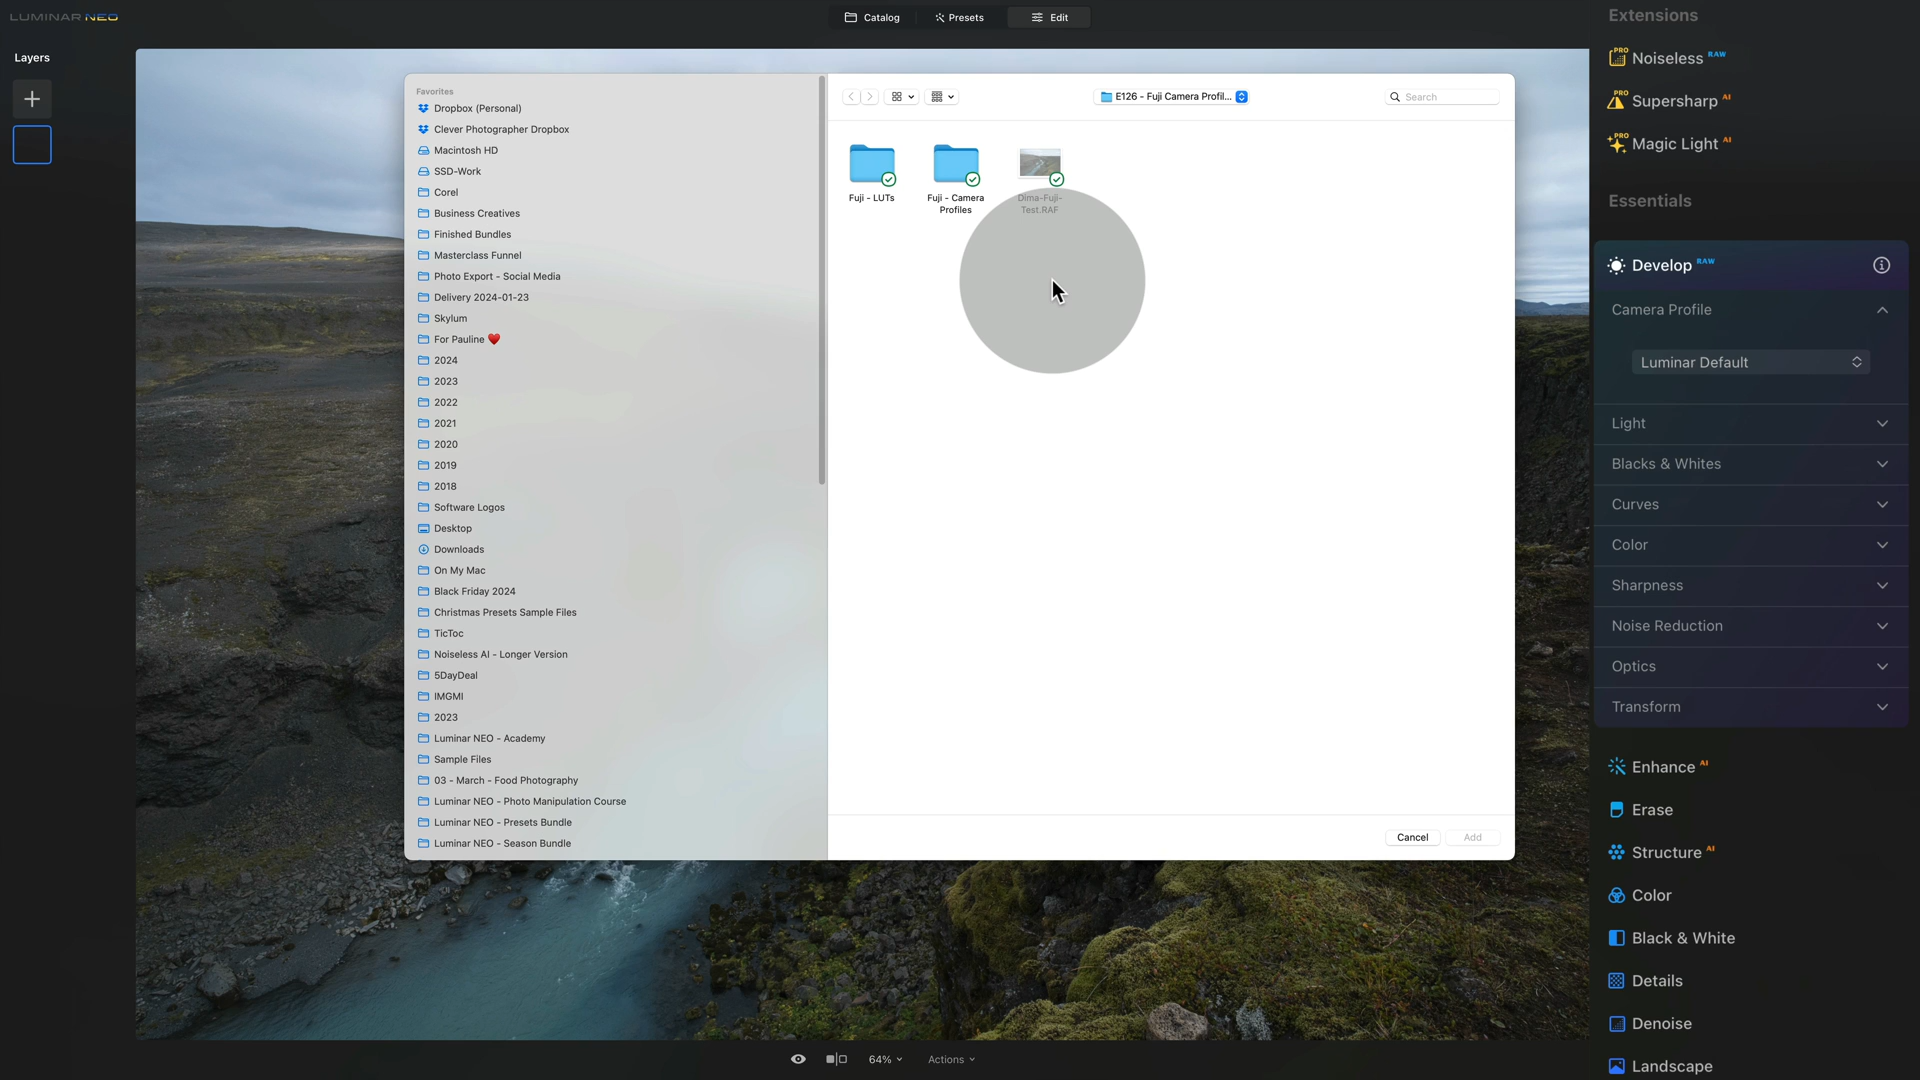 LUMINAR NEO
Catalog
Presets
Edit
Layers
Favorites
Dropbox (Personal)
Clever Photographer Dropbox
Macintosh HD
SSD-Work
Corel
Business Creatives
Finished Bundles
Masterclass Funnel
Photo Export - Social Media
Delivery 2024-01-23
Skylum
For Pauline ❤️
2024
2023
2022
2021
2020
2019
2018
Software Logos
Desktop
Downloads
On My Mac
Black Friday 2024
Christmas Presets Sample Files
TicToc
Noiseless AI - Longer Version
5DayDeal
IMGMI
2023
Luminar NEO - Academy
Sample Files
03 - March - Food Photography
Luminar NEO - Photo Manipulation Course
Luminar NEO - Presets Bundle
Luminar NEO - Season Bundle
E126 - Fuji Camera Profil...
Search
Fuji - LUTs
Fuji - Camera
Profiles
Dima-Fuji-
Test.RAF
Cancel
Add
64%
Actions
Extensions
PRO Noiseless RAW
PRO Supersharp AI
PRO Magic Light AI
Essentials
Develop RAW
Camera Profile
Luminar Default
Light
Blacks & Whites
Curves
Color
Sharpness
Noise Reduction
Optics
Transform
Enhance AI
Erase
Structure AI
Color
Black & White
Details
Denoise
Landscape